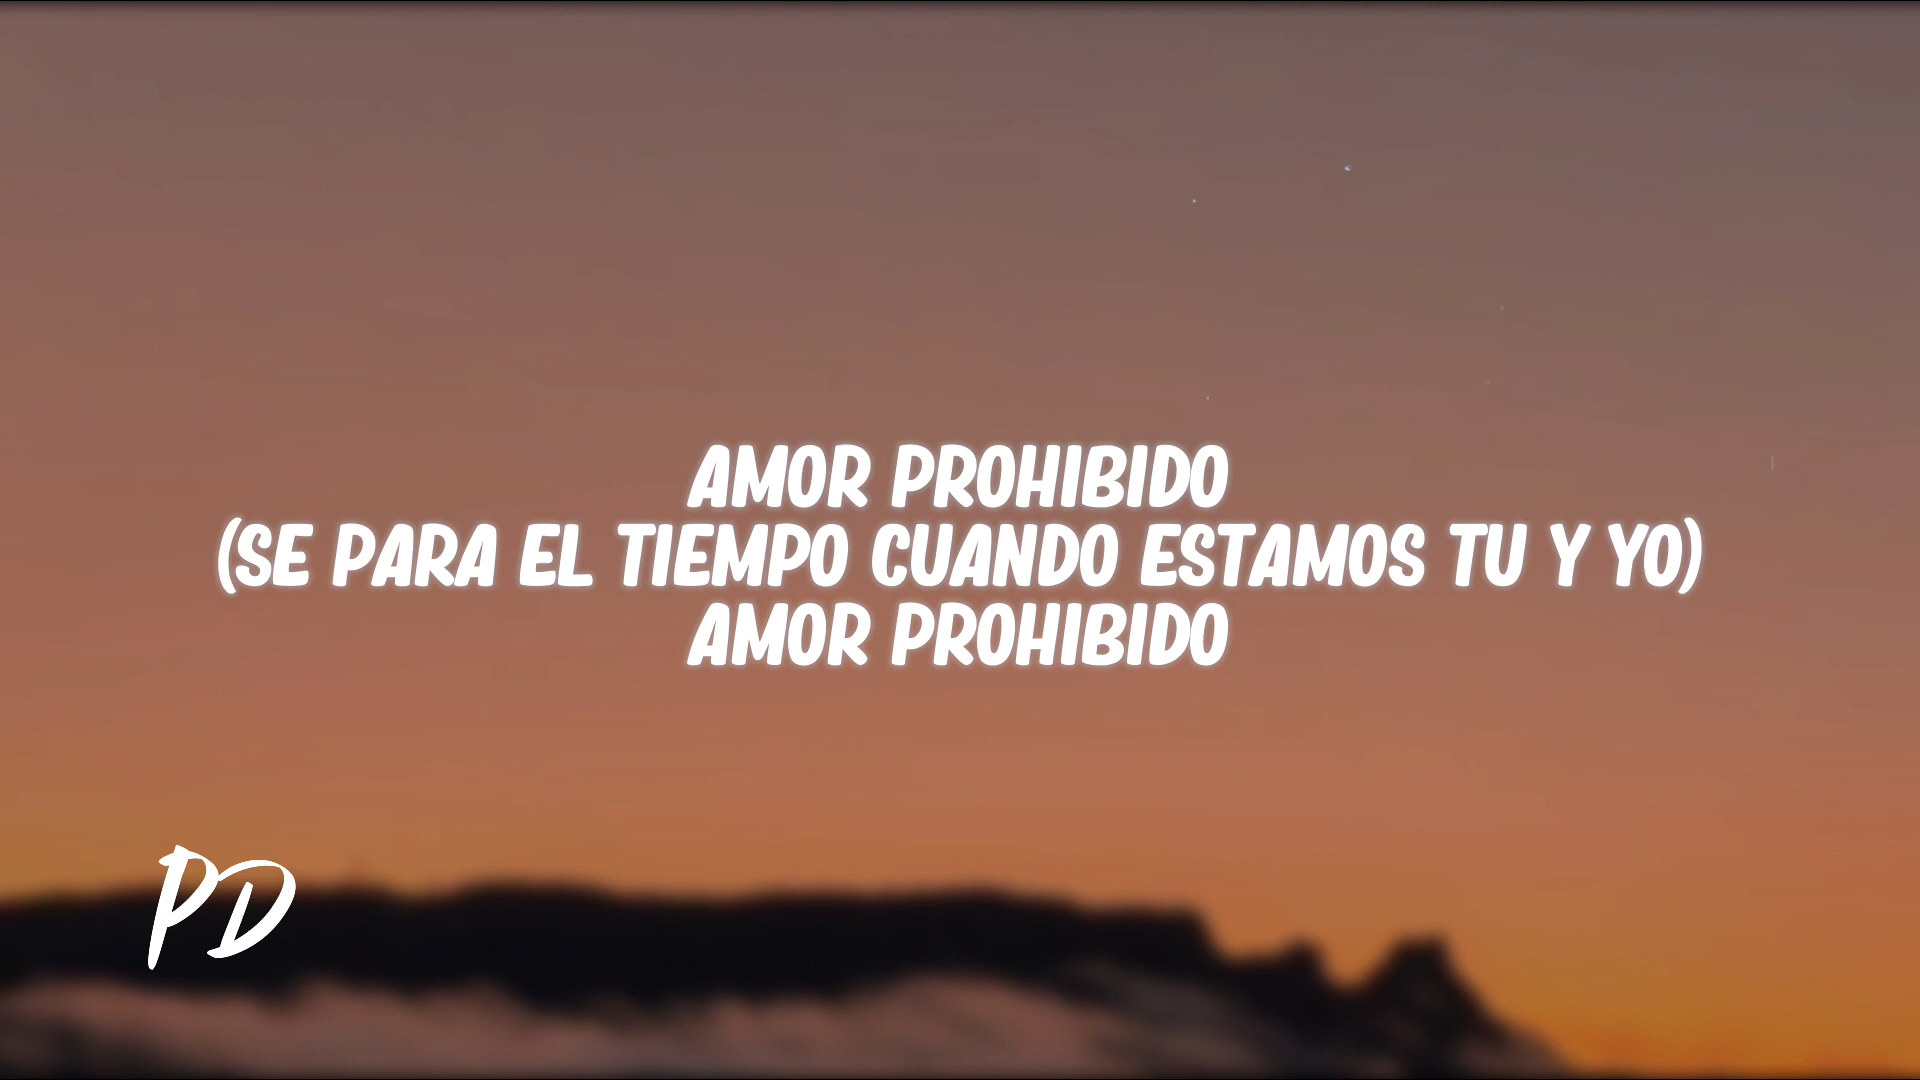 AMOR PROHIBIDO
(SE PARA EL TIEMPO CUANDO ESTAMOS TU Y YO)
AMOR PROHIBIDO
PD